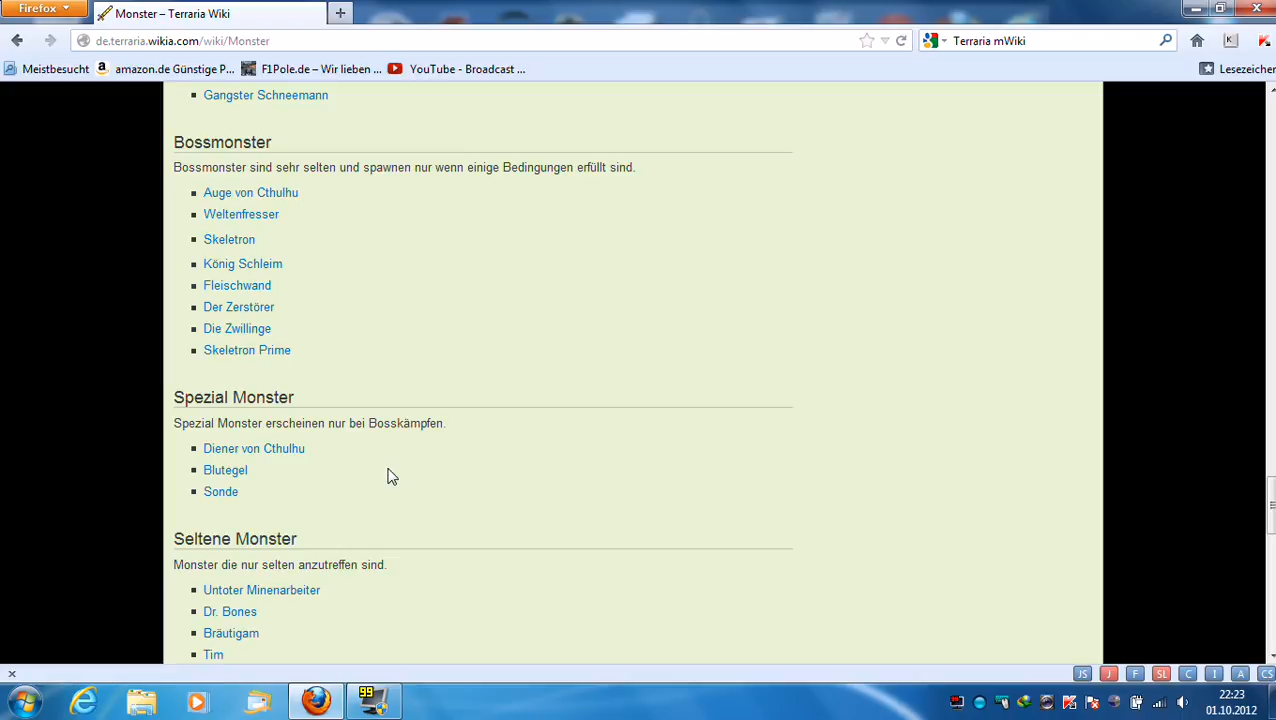 Firefox
Monster – Terraria Wiki
de.terraria.wikia.com/wiki/Monster
Terraria mWiki
Meistbesucht
amazon.de Günstige P...
F1Pole.de – Wir lieben ...
YouTube - Broadcast ...
Lesezeichen
Gangster Schneemann
Bossmonster
Bossmonster sind sehr selten und spawnen nur wenn einige Bedingungen erfüllt sind.
Auge von Cthulhu
Weltenfresser
Skeletron
König Schleim
Fleischwand
Der Zerstörer
Die Zwillinge
Skeletron Prime
Spezial Monster
Spezial Monster erscheinen nur bei Bosskämpfen.
Diener von Cthulhu
Blutegel
Sonde
Seltene Monster
Monster die nur selten anzutreffen sind.
Untoter Minenarbeiter
Dr. Bones
Bräutigam
Tim
JS J F SL C I A CS
99
22:23
01.10.2012